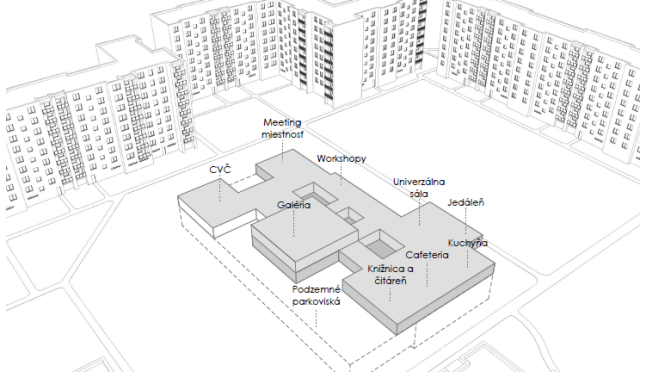 Meeting
miestnosť
Workshopy
CVČ
Univerzálna
sála
Jedáleň
Galéria
Kuchyňa
Cafeteria
Knižnica a
čitáreň
Podzemné
parkoviská